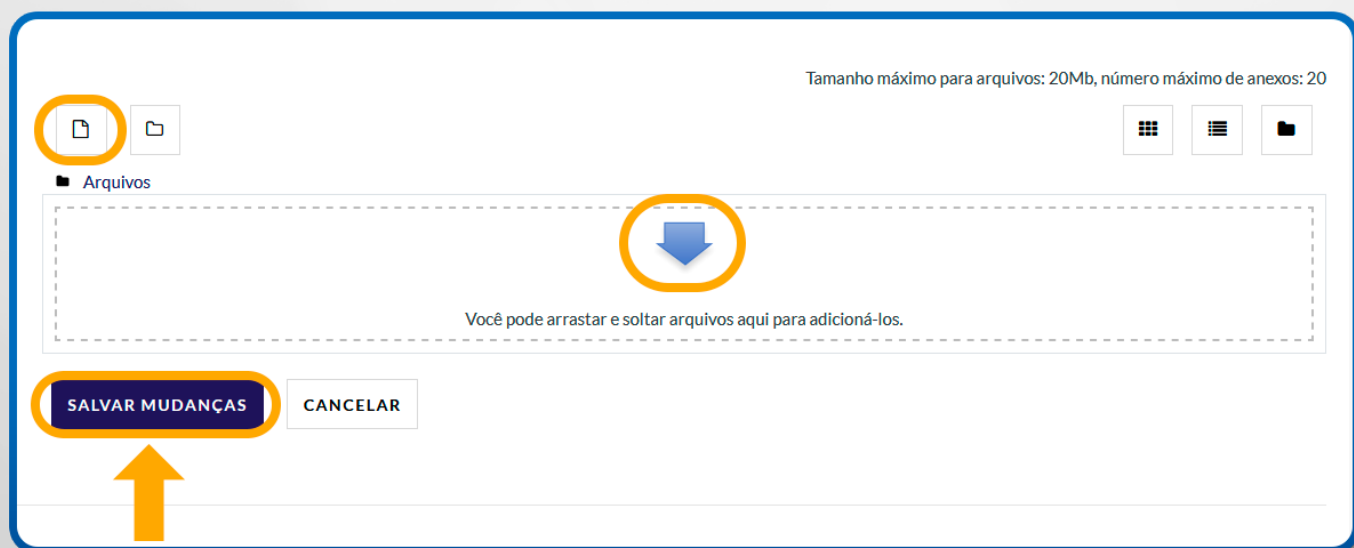 Tamanho máximo para arquivos: 20Mb, número máximo de anexos: 20
Arquivos
Você pode arrastar e soltar arquivos aqui para adicioná-los.
SALVAR MUDANÇAS
CANCELAR